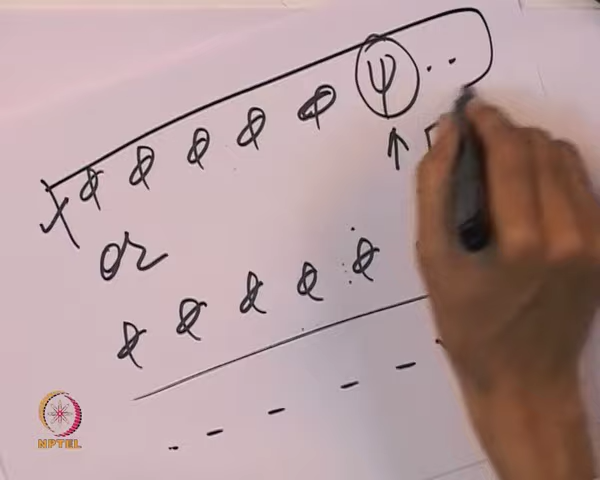 φ φ φ φ φ ψ ..
↑
or
φ φ φ φ φ
- - - - -
NPTEL